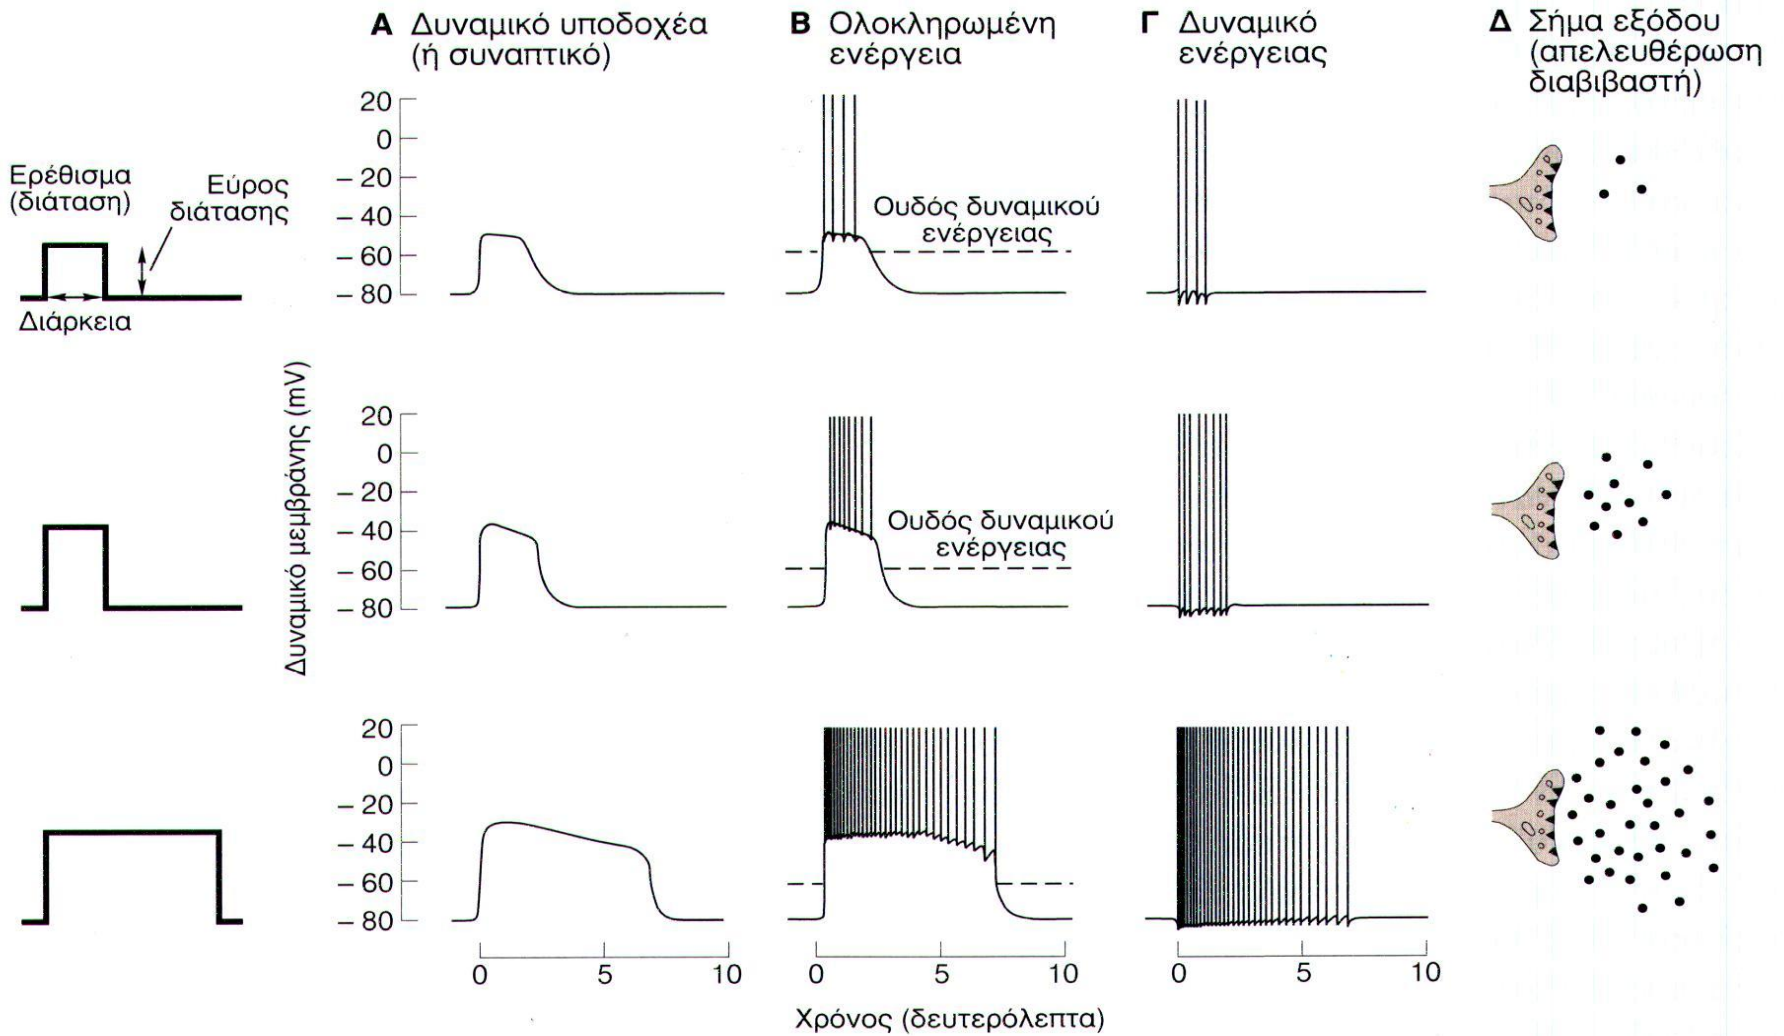 Α Δυναμικό υποδοχέα
(ή συναπτικό)
Β Ολοκληρωμένη
ενέργεια
Γ Δυναμικό
ενέργειας
Δ Σήμα εξόδου
(απελευθέρωση
διαβιβαστή)
Ερέθισμα
(διάταση)
Εύρος
διάτασης
Διάρκεια
20
0
– 20
– 40
– 60
– 80
Ουδός δυναμικού
ενέργειας
Δυναμικό μεμβράνης (mV)
20
0
– 20
– 40
– 60
– 80
Ουδός δυναμικού
ενέργειας
20
0
– 20
– 40
– 60
– 80
0 5 10
0 5 10
0 5 10
Χρόνος (δευτερόλεπτα)